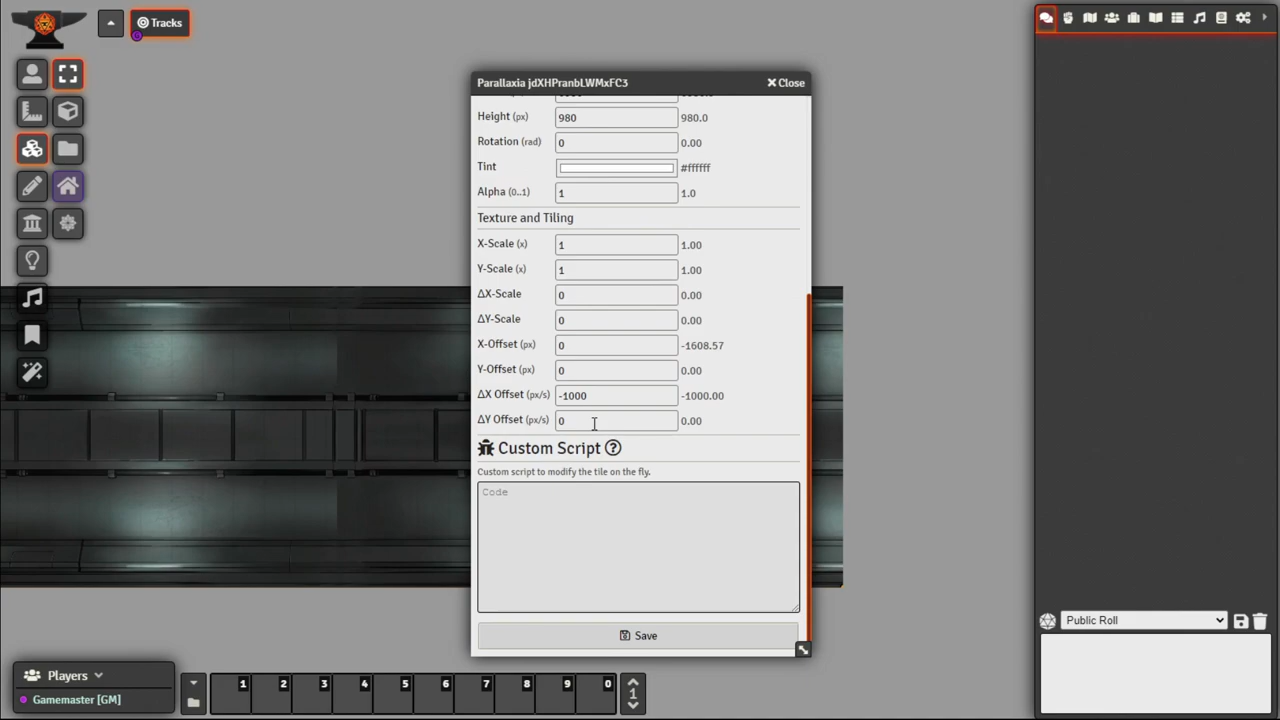 Tracks
G
Parallaxia jdXHPranbLWMxFC3
Close
Height (px) 980 980.0
Rotation (rad) 0 0.00
Tint #ffffff
Alpha (0..1) 1 1.0
Texture and Tiling
X-Scale (x) 1 1.00
Y-Scale (x) 1 1.00
ΔX-Scale 0 0.00
ΔY-Scale 0 0.00
X-Offset (px) 0 -1608.57
Y-Offset (px) 0 0.00
ΔX Offset (px/s) -1000 -1000.00
ΔY Offset (px/s) 0 0.00
Custom Script ?
Custom script to modify the tile on the fly.
Code
Save
Public Roll
Players
Gamemaster [GM]
1 2 3 4 5 6 7 8 9 0
1